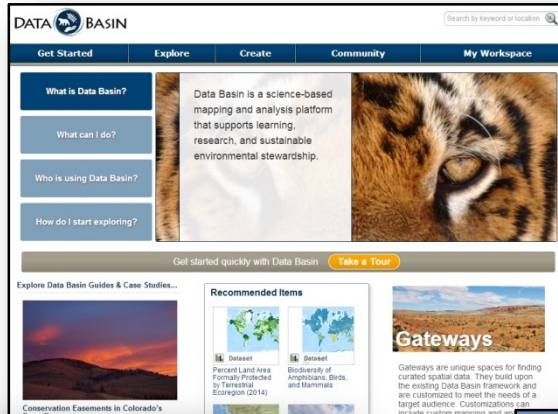 DATA BASIN
Search by keyword or location
Get Started Explore Create Community My Workspace
What is Data Basin?
What can I do?
Who is using Data Basin?
How do I start exploring?
Data Basin is a science-based
mapping and analysis platform
that supports learning,
research, and sustainable
environmental stewardship.
Get started quickly with Data Basin Take a Tour
Explore Data Basin Guides & Case Studies...
Conservation Easements in Colorado's
Recommended Items
Dataset
Percent Land Area
Formally Protected
by Terrestrial
Ecoregion (2014)
Dataset
Biodiversity of
Amphibians, Birds,
and Mammals
Gateways
Gateways are unique spaces for finding
curated spatial data. They build upon
the existing Data Basin framework and
are customized to meet the needs of a
target audience. Customizations can
include custom mapping and